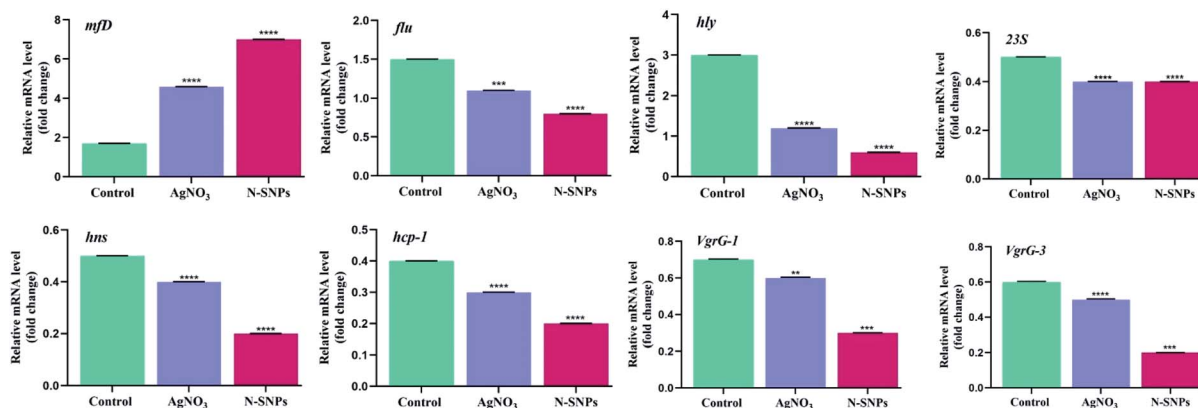 mfD
Relative mRNA level
(fold change)
8
6
4
2
0
****
****
Control
AgNO₃
N-SNPs
flu
Relative mRNA level
(fold change)
2.0
1.5
1.0
0.5
0.0
***
****
Control
AgNO₃
N-SNPs
hly
Relative mRNA level
(fold change)
4
3
2
1
0
****
****
Control
AgNO₃
N-SNPs
23S
Relative mRNA level
(fold change)
0.6
0.4
0.2
0.0
****
****
Control
AgNO₃
N-SNPs
hns
Relative mRNA level
(fold change)
0.6
0.4
0.2
0.0
****
****
Control
AgNO₃
N-SNPs
hcp-1
Relative mRNA level
(fold change)
0.5
0.4
0.3
0.2
0.1
0.0
****
****
Control
AgNO₃
N-SNPs
VgrG-1
Relative mRNA level
(fold change)
0.8
0.6
0.4
0.2
0.0
**
***
Control
AgNO₃
N-SNPs
VgrG-3
Relative mRNA level
(fold change)
0.8
0.6
0.4
0.2
0.0
****
***
Control
AgNO₃
N-SNPs